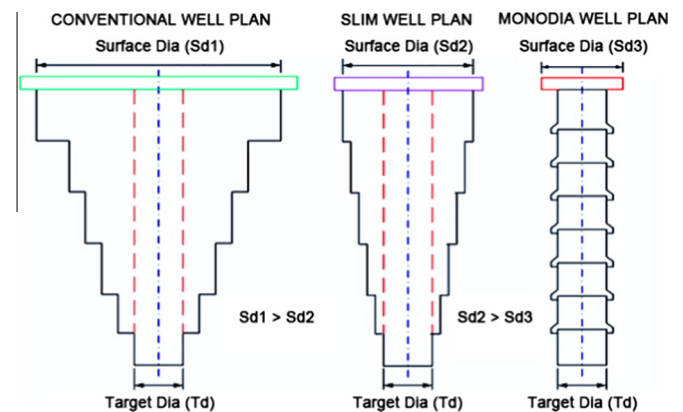 CONVENTIONAL WELL PLAN
Surface Dia (Sd1)
SLIM WELL PLAN
Surface Dia (Sd2)
MONODIA WELL PLAN
Surface Dia (Sd3)
Sd1 > Sd2
Sd2 > Sd3
Target Dia (Td)
Target Dia (Td)
Target Dia (Td)